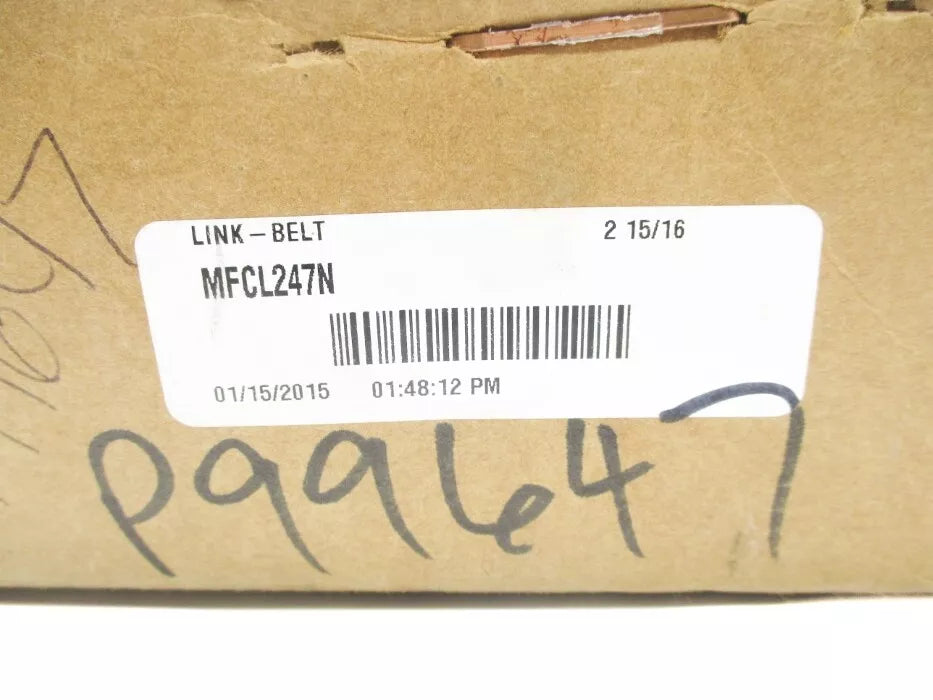 LINK-BELT 2 15/16
MFCL247N
01/15/2015 01:48:12 PM
P99647